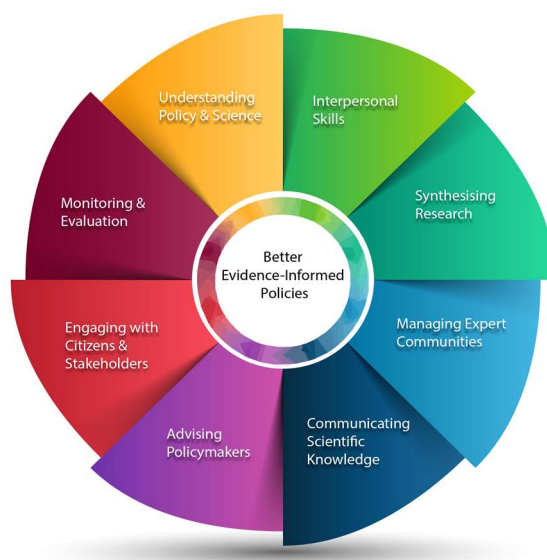 Understanding
Policy & Science
Interpersonal
Skills
Synthesising
Research
Managing Expert
Communities
Communicating
Scientific
Knowledge
Advising
Policymakers
Engaging with
Citizens &
Stakeholders
Monitoring &
Evaluation
Better
Evidence-Informed
Policies